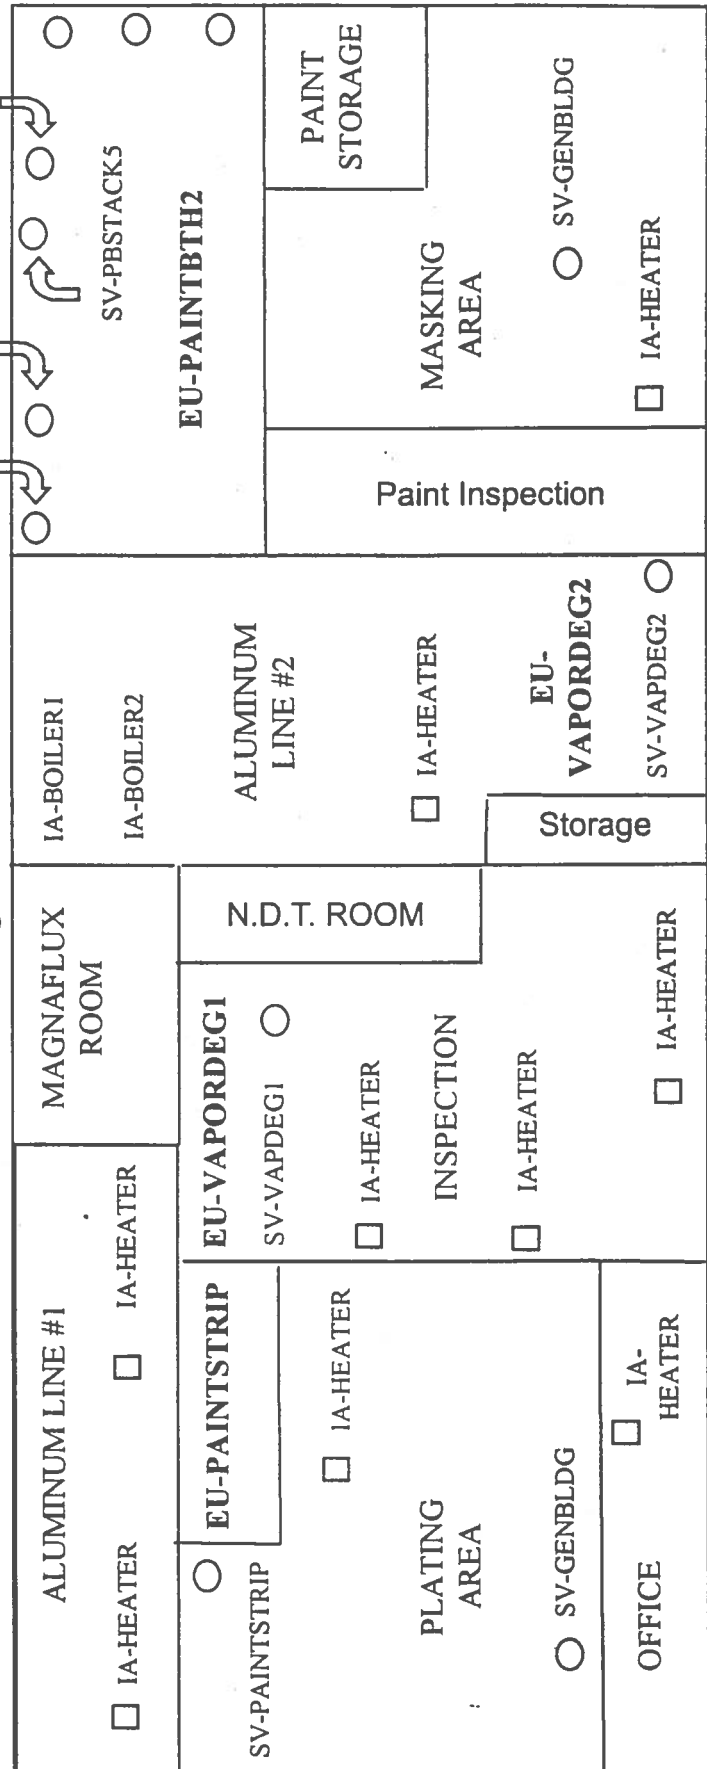 ALUMINUM LINE #1
IA-HEATER
IA-HEATER
MAGNAFLUX
ROOM
IA-BOILER1
IA-BOILER2
ALUMINUM
LINE #2
IA-HEATER
EU-
VAPORDEG2
SV-VAPDEG2
Storage
SV-PBSTACK5
EU-PAINTBTH2
PAINT
STORAGE
MASKING
AREA
SV-GENBLDG
IA-HEATER
Paint Inspection
N.D.T. ROOM
EU-VAPORDEG1
SV-VAPDEG1
IA-HEATER
INSPECTION
IA-HEATER
IA-HEATER
EU-PAINTSTRIP
SV-PAINTSTRIP
IA-HEATER
PLATING
AREA
SV-GENBLDG
OFFICE
IA-
HEATER